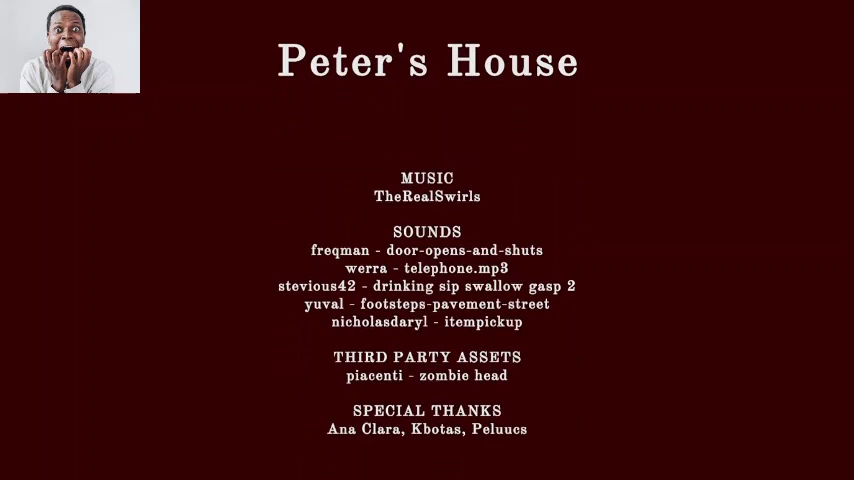 Peter's House
MUSIC
TheRealSwirls
SOUNDS
freqman - door-opens-and-shuts
werra - telephone.mp3
stevious42 - drinking sip swallow gasp 2
yuval - footsteps-pavement-street
nicholasdaryl - itempickup
THIRD PARTY ASSETS
piacenti - zombie head
SPECIAL THANKS
Ana Clara, Kbotas, Peluucs